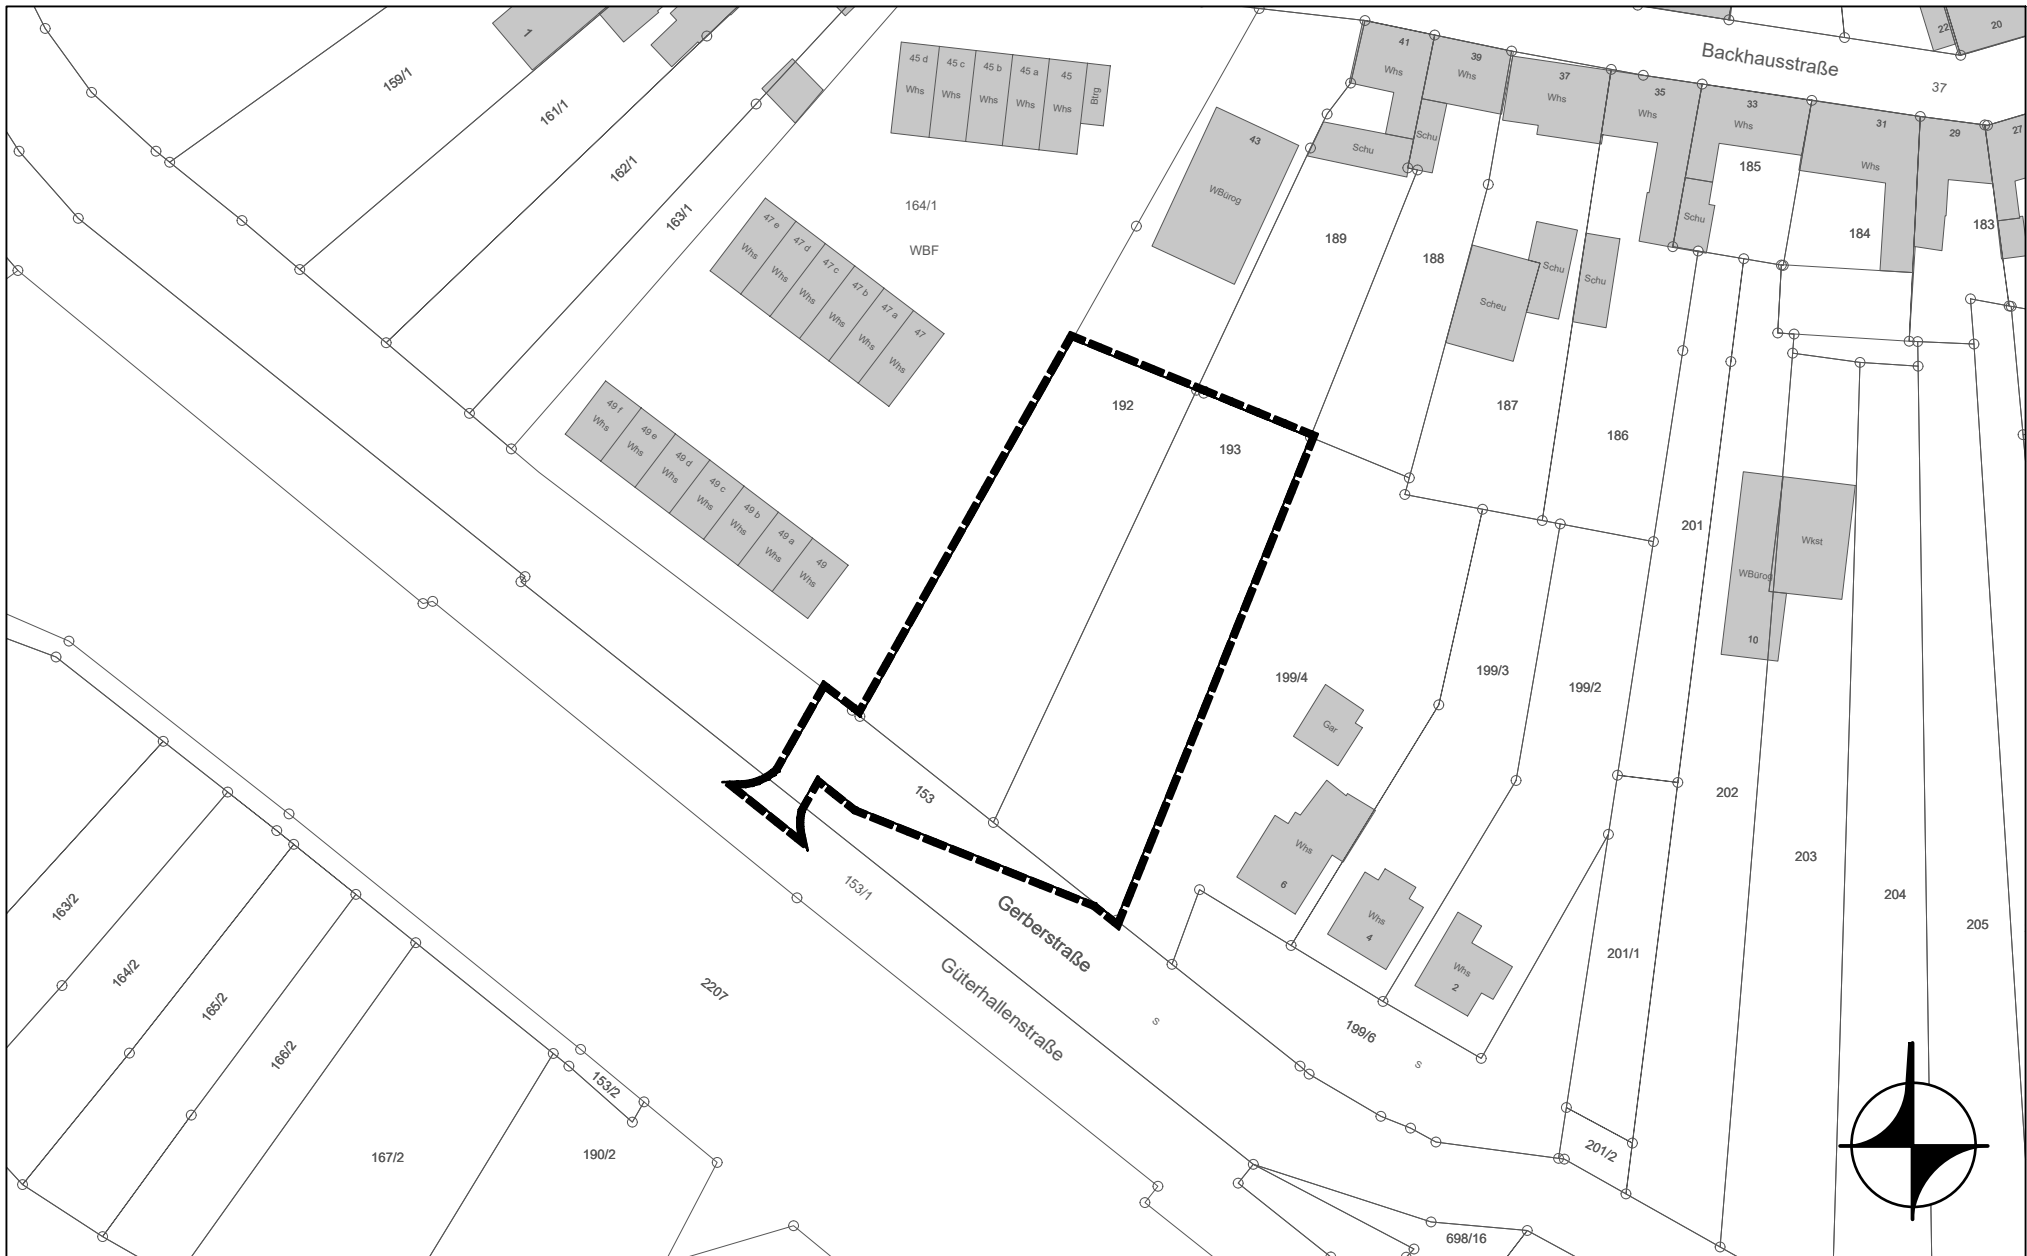 1
159/1
161/1
162/1
163/1
45 d
Whs
45 c
Whs
45 b
Whs
45 a
Whs
45
Whs
Btrg
164/1
WBF
43
WBürog
41
Whs
39
Whs
37
Whs
35
Whs
33
Whs
31
Whs
29
27
22
20
Backhausstraße
37
Schu
Schu
Schu
Schu
Schu
Scheu
189
188
187
186
185
184
183
47 e
Whs
47 d
Whs
47 c
Whs
47 b
Whs
47 a
Whs
47
Whs
49 f
Whs
49 e
Whs
49 d
Whs
49 c
Whs
49 b
Whs
49 a
Whs
49
Whs
192
193
201
WBürog
Wkst
10
199/4
199/3
199/2
Gar
Whs
6
Whs
4
Whs
2
202
203
204
205
153
153/1
Gerberstraße
Güterhallenstraße
s
s
2207
163/2
164/2
165/2
166/2
167/2
153/2
190/2
199/6
201/1
201/2
698/16